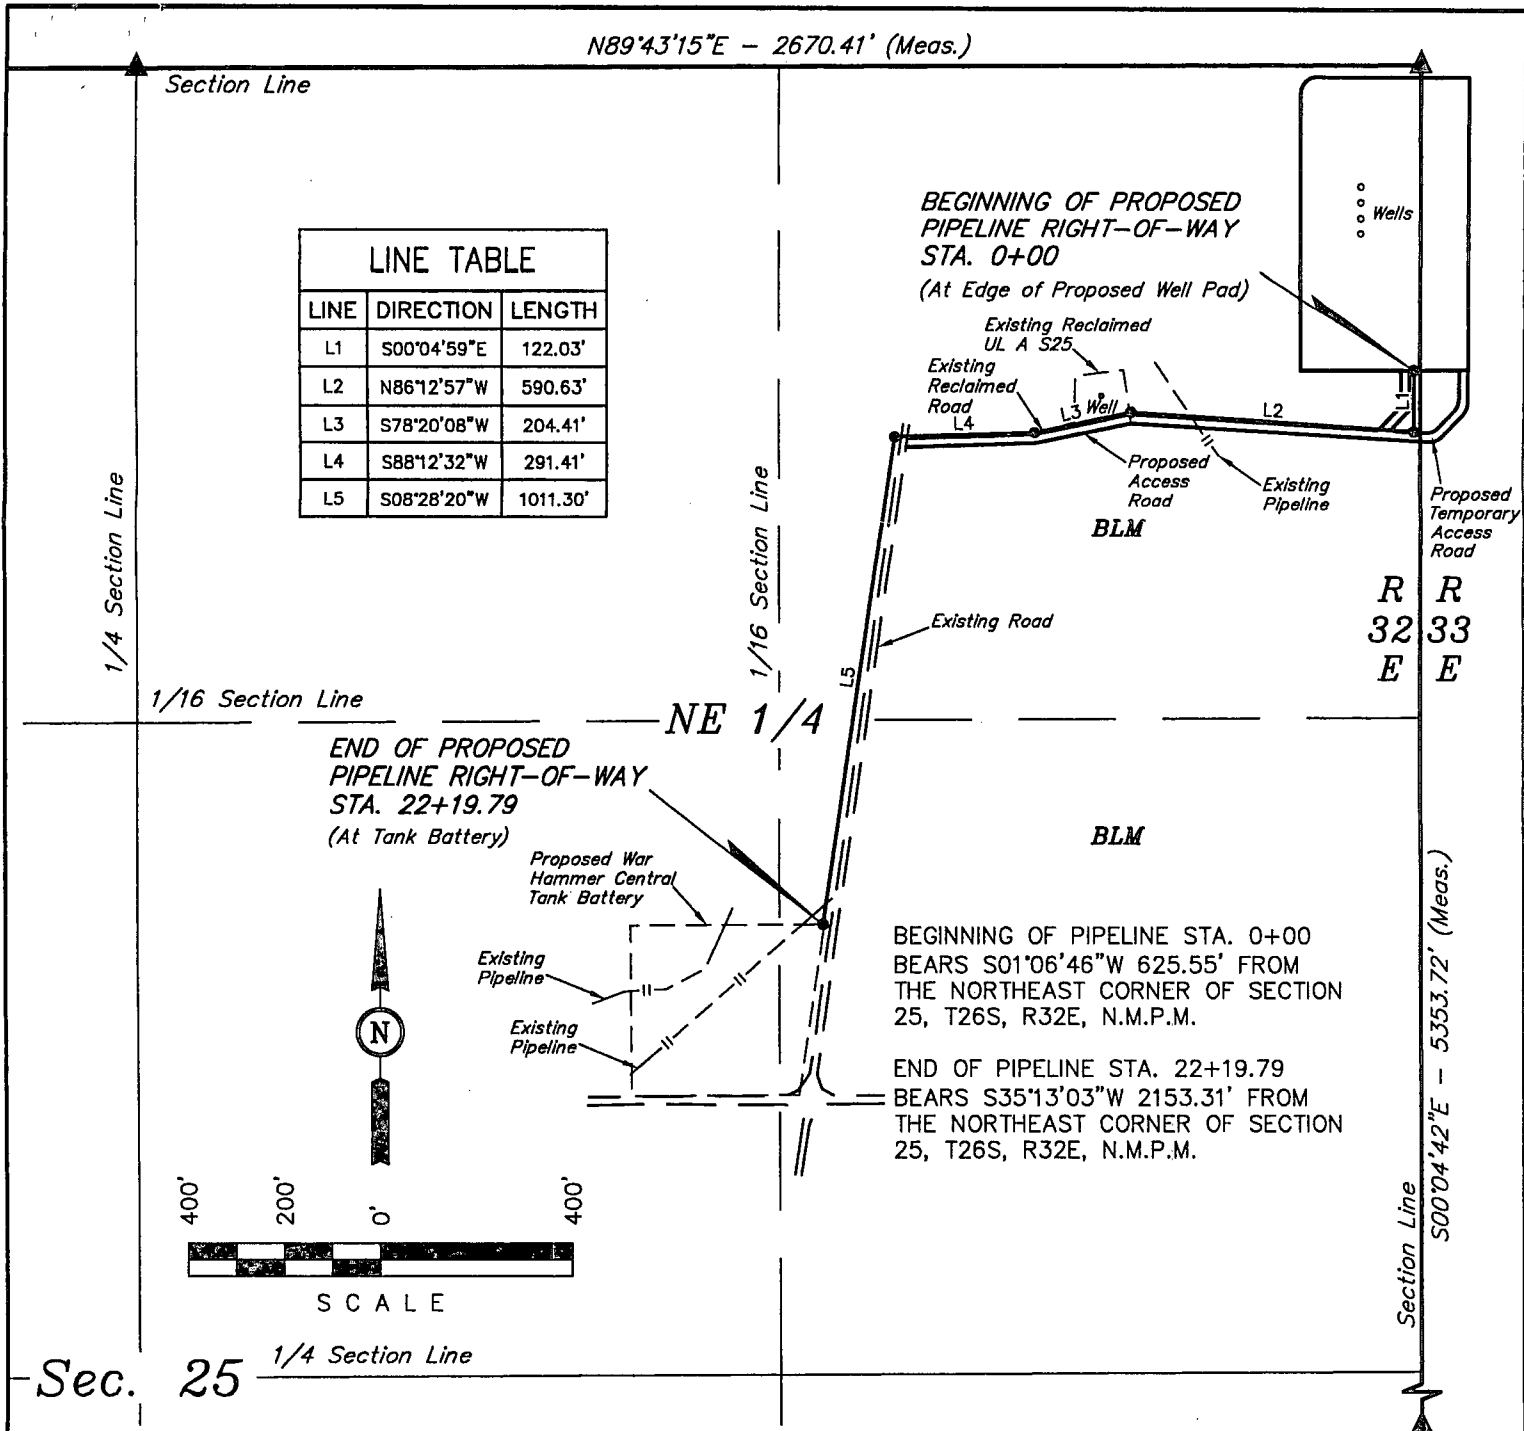 N89°43'15"E - 2670.41' (Meas.)
Section Line
BEGINNING OF PROPOSED
PIPELINE RIGHT-OF-WAY
STA. 0+00
(At Edge of Proposed Well Pad)
Wells
LINE TABLE
LINE DIRECTION LENGTH
L1 S00°04'59"E 122.03'
L2 N86°12'57"W 590.63'
L3 S78°20'08"W 204.41'
L4 S88°12'32"W 291.41'
L5 S08°28'20"W 1011.30'
Existing Reclaimed
UL A S25
Existing
Reclaimed
Road
Well
L1
L2
L3
L4
L5
Proposed
Access
Road
Existing
Pipeline
Proposed
Temporary
Access
Road
BLM
1/4 Section Line
1/16 Section Line
Existing Road
R R
32 33
E E
1/16 Section Line
NE 1/4
END OF PROPOSED
PIPELINE RIGHT-OF-WAY
STA. 22+19.79
(At Tank Battery)
BLM
Proposed War
Hammer Central
Tank Battery
Existing
Pipeline
Existing
Pipeline
N
BEGINNING OF PIPELINE STA. 0+00
BEARS S01°06'46"W 625.55' FROM
THE NORTHEAST CORNER OF SECTION
25, T26S, R32E, N.M.P.M.
END OF PIPELINE STA. 22+19.79
BEARS S35°13'03"W 2153.31' FROM
THE NORTHEAST CORNER OF SECTION
25, T26S, R32E, N.M.P.M.
S00°04'42"E - 5353.72' (Meas.)
Section Line
400' 200' 0' 400'
SCALE
Sec. 25
1/4 Section Line